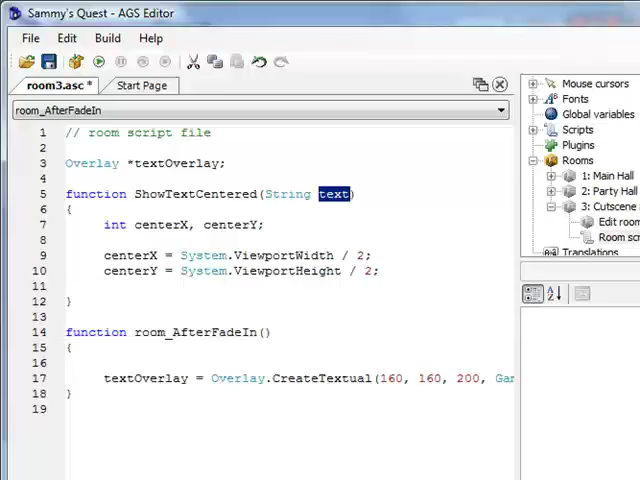 Sammy's Quest - AGS Editor
File Edit Build Help
room3.asc * Start Page
room_AfterFadeIn
1 // room script file
2
3 Overlay *textOverlay;
4
5 function ShowTextCentered(String text)
6 {
7 int centerX, centerY;
8
9 centerX = System.ViewportWidth / 2;
10 centerY = System.ViewportHeight / 2;
11
12 }
13
14 function room_AfterFadeIn()
15 {
16
17 textOverlay = Overlay.CreateTextual(160, 160, 200, Gam
18 }
19
Mouse cursors
Fonts
Global variables
Scripts
Plugins
Rooms
1: Main Hall
2: Party Hall
3: Cutscene
Edit room
Room scr
Translations